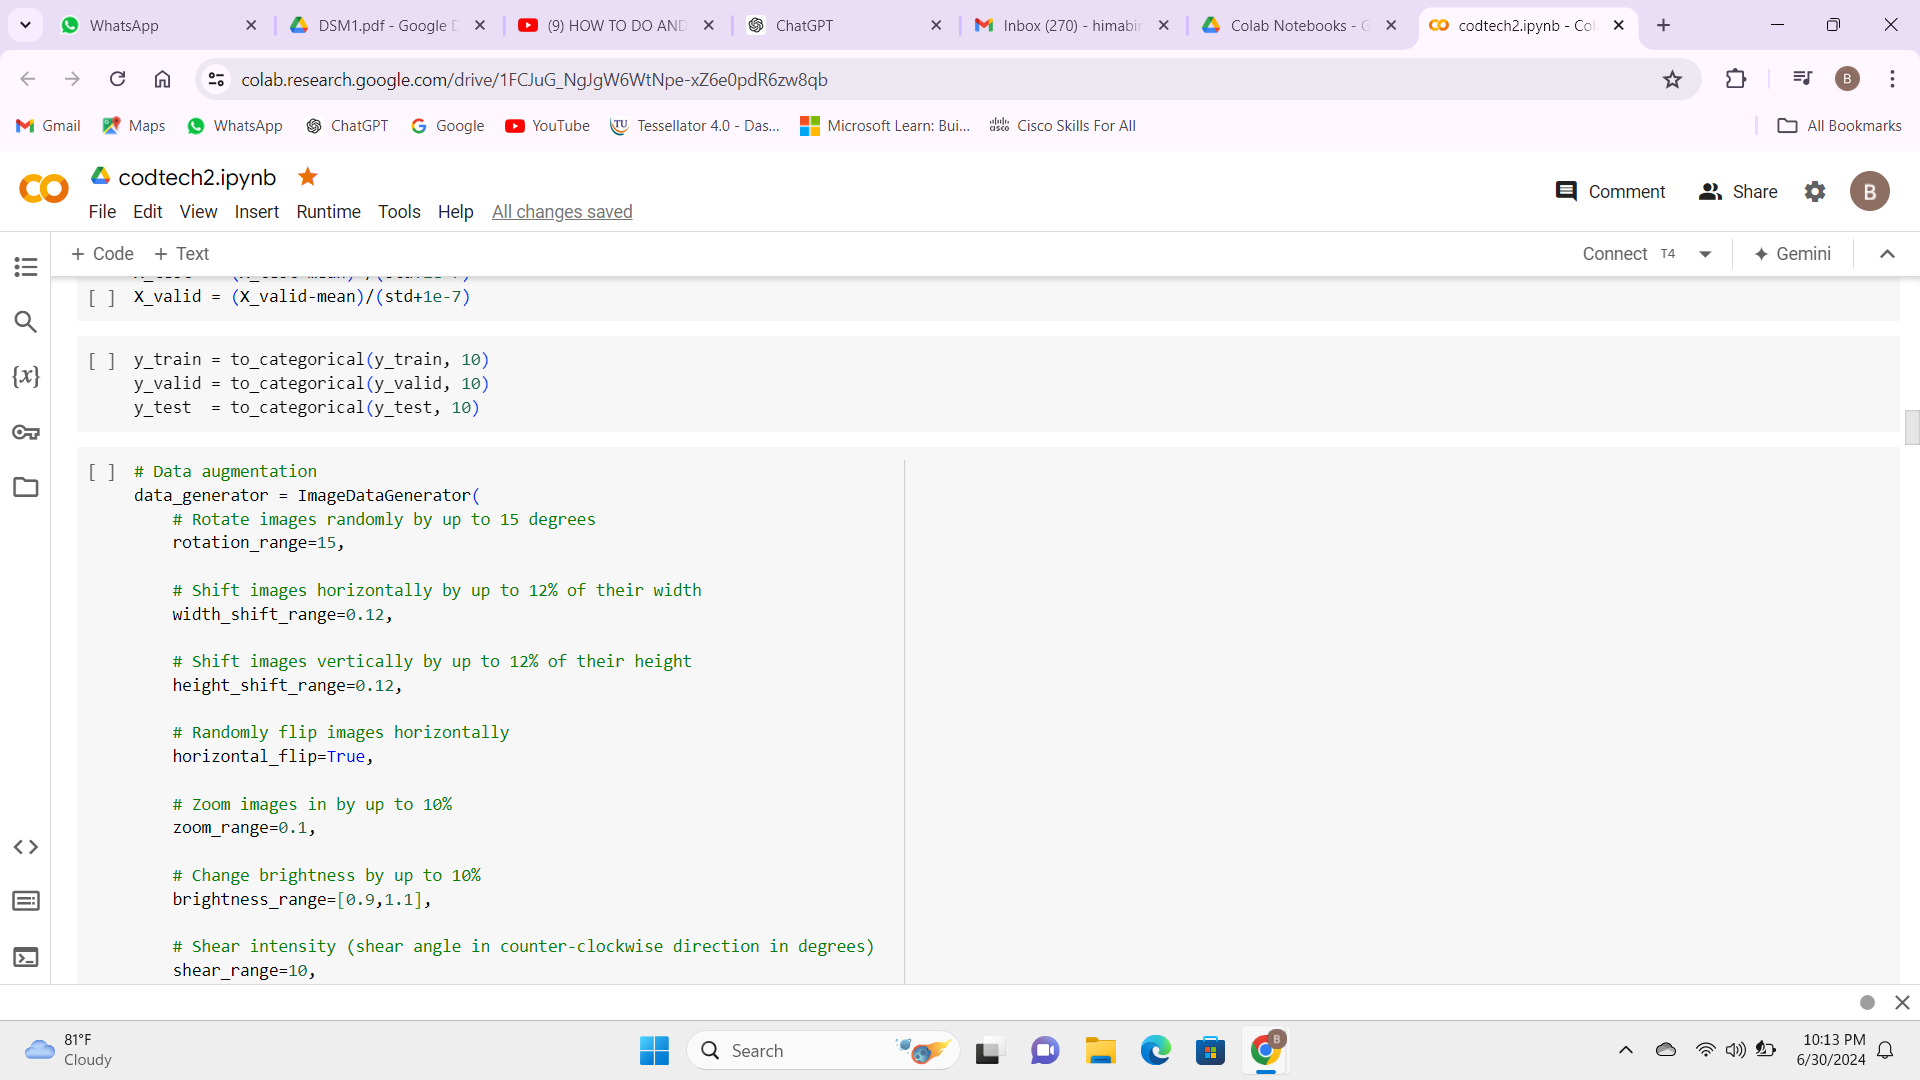 WhatsApp
DSM1.pdf - Google D
(9) HOW TO DO AND
ChatGPT
Inbox (270) - himabin
Colab Notebooks - G
codtech2.ipynb - Col
colab.research.google.com/drive/1FCJuG_NgJgW6WtNpe-xZ6e0pdR6zw8qb
B
Gmail
Maps
WhatsApp
ChatGPT
Google
YouTube
Tessellator 4.0 - Das...
Microsoft Learn: Bui...
Cisco Skills For All
All Bookmarks
codtech2.ipynb
Comment
Share
B
File Edit View Insert Runtime Tools Help All changes saved
+ Code + Text
Connect T4
Gemini
[ ] X_valid = (X_valid-mean)/(std+1e-7)
[ ] y_train = to_categorical(y_train, 10)
y_valid = to_categorical(y_valid, 10)
y_test = to_categorical(y_test, 10)
[ ] # Data augmentation
data_generator = ImageDataGenerator(
# Rotate images randomly by up to 15 degrees
rotation_range=15,
# Shift images horizontally by up to 12% of their width
width_shift_range=0.12,
# Shift images vertically by up to 12% of their height
height_shift_range=0.12,
# Randomly flip images horizontally
horizontal_flip=True,
# Zoom images in by up to 10%
zoom_range=0.1,
# Change brightness by up to 10%
brightness_range=[0.9,1.1],
# Shear intensity (shear angle in counter-clockwise direction in degrees)
shear_range=10,
{x}
81°F
Cloudy
Search
B
10:13 PM
6/30/2024